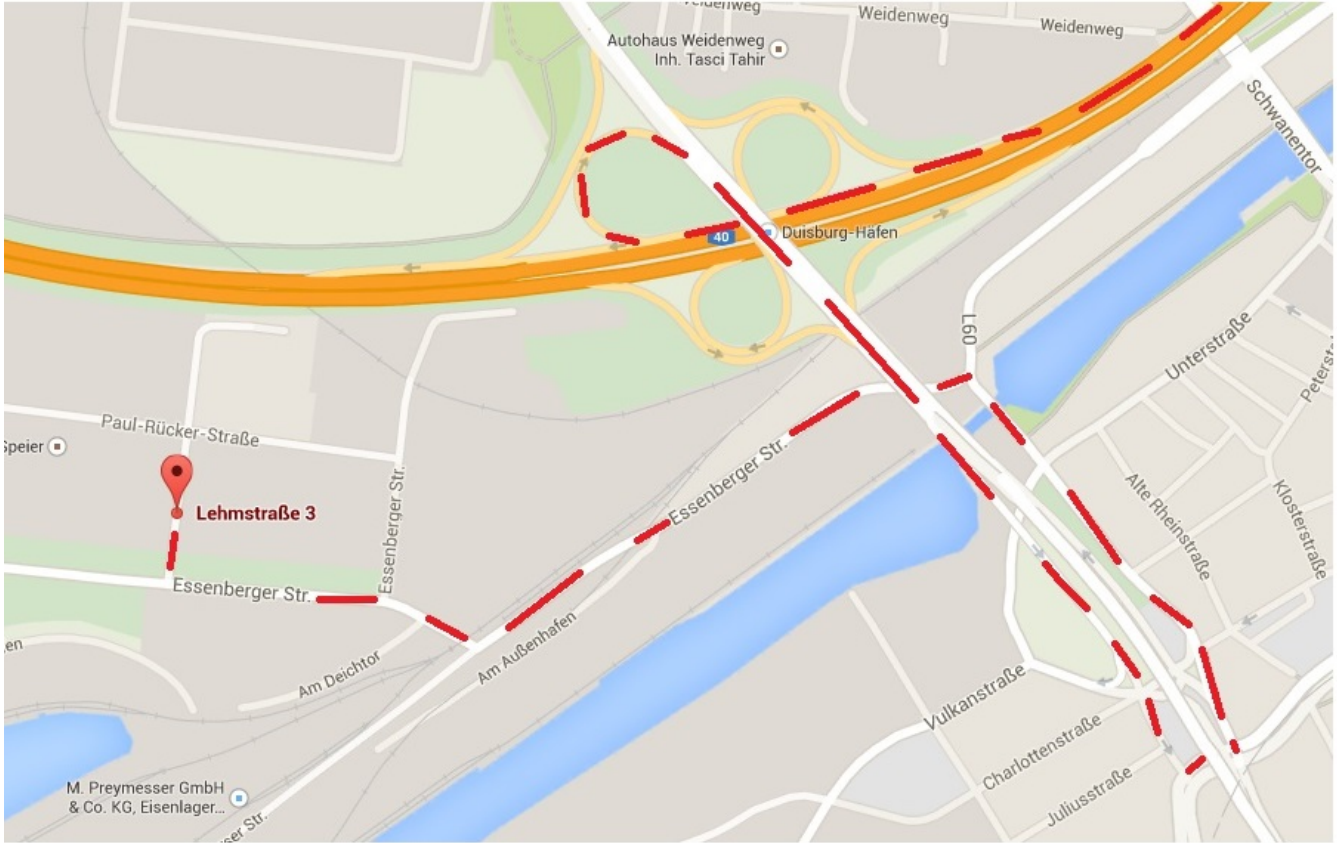 Weidenweg
Weidenweg
Weidenweg
Autohaus Weidenweg
Inh. Tasci Tahir
Schwanentor
40
Duisburg-Häfen
L60
Unterstraße
Paul-Rücker-Straße
Speier
Lehmstraße 3
Essenberger Str.
Essenberger Str.
Essenberger Str.
Alte Rheinstraße
Klosterstraße
Am Außenhafen
Am Deichtor
Vulkanstraße
Charlottenstraße
Juliusstraße
M. Preymesser GmbH
& Co. KG, Eisenlager...